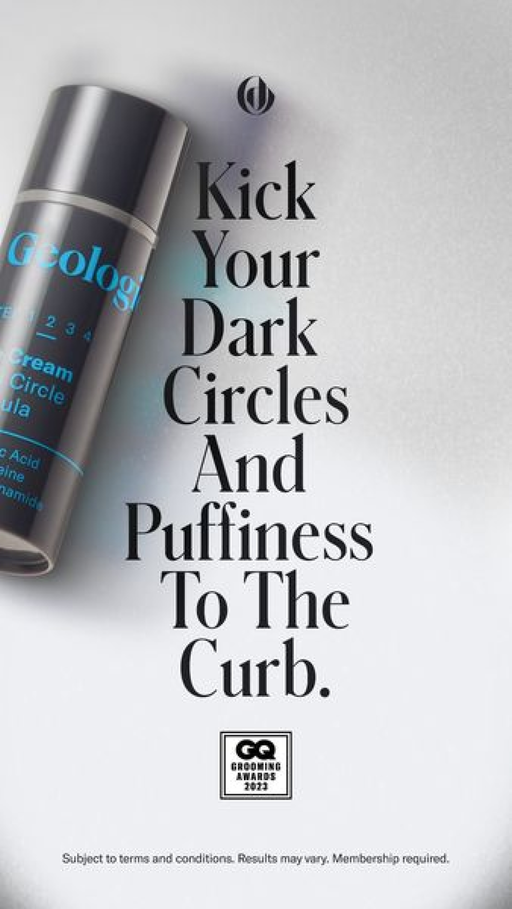 Kick
Your
Dark
Circles
And
Puffiness
To The
Curb.
Geologi
1 2 3 4
Cream
Circle
Acid
GQ
GROOMING
AWARDS
2023
Subject to terms and conditions. Results may vary. Membership required.